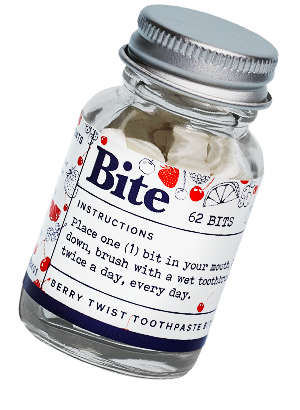 Bite
62 BITS
INSTRUCTIONS
Place one (1) bit in your mouth
down, brush with a wet toothbr
twice a day, every day.
BERRY TWIST TOOTHPASTE B